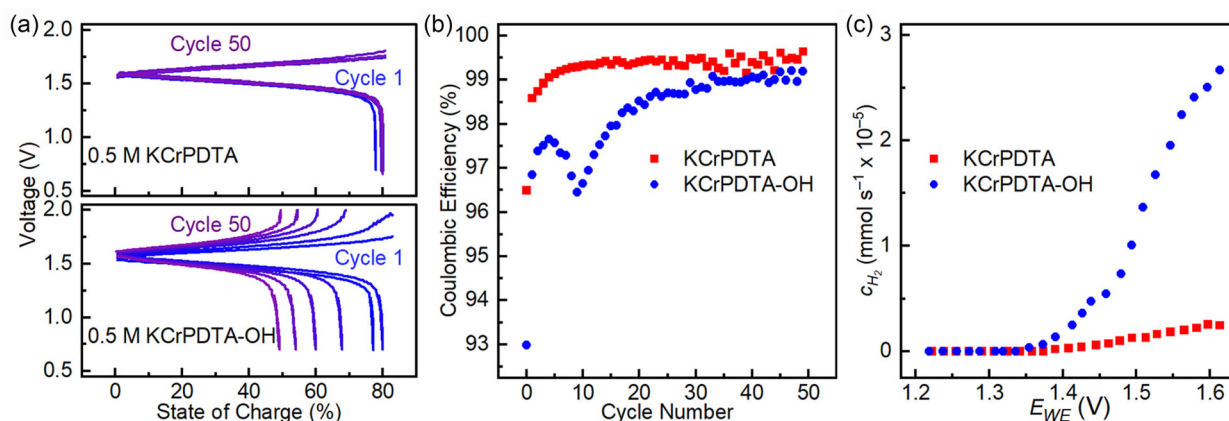 (a)
2.0
1.5
1.0
0.5
2.0
1.5
1.0
0.5
Voltage (V)
Cycle 50
Cycle 1
0.5 M KCrPDTA
Cycle 50
Cycle 1
0.5 M KCrPDTA-OH
0 20 40 60 80
State of Charge (%)
(b)
100
99
98
97
96
95
94
93
Coulombic Efficiency (%)
KCrPDTA
KCrPDTA-OH
0 10 20 30 40 50
Cycle Number
(c)
3
2
1
0
c_{H_2} (mmol s⁻¹ x 10⁻⁵)
KCrPDTA
KCrPDTA-OH
1.2 1.3 1.4 1.5 1.6
E_{WE} (V)